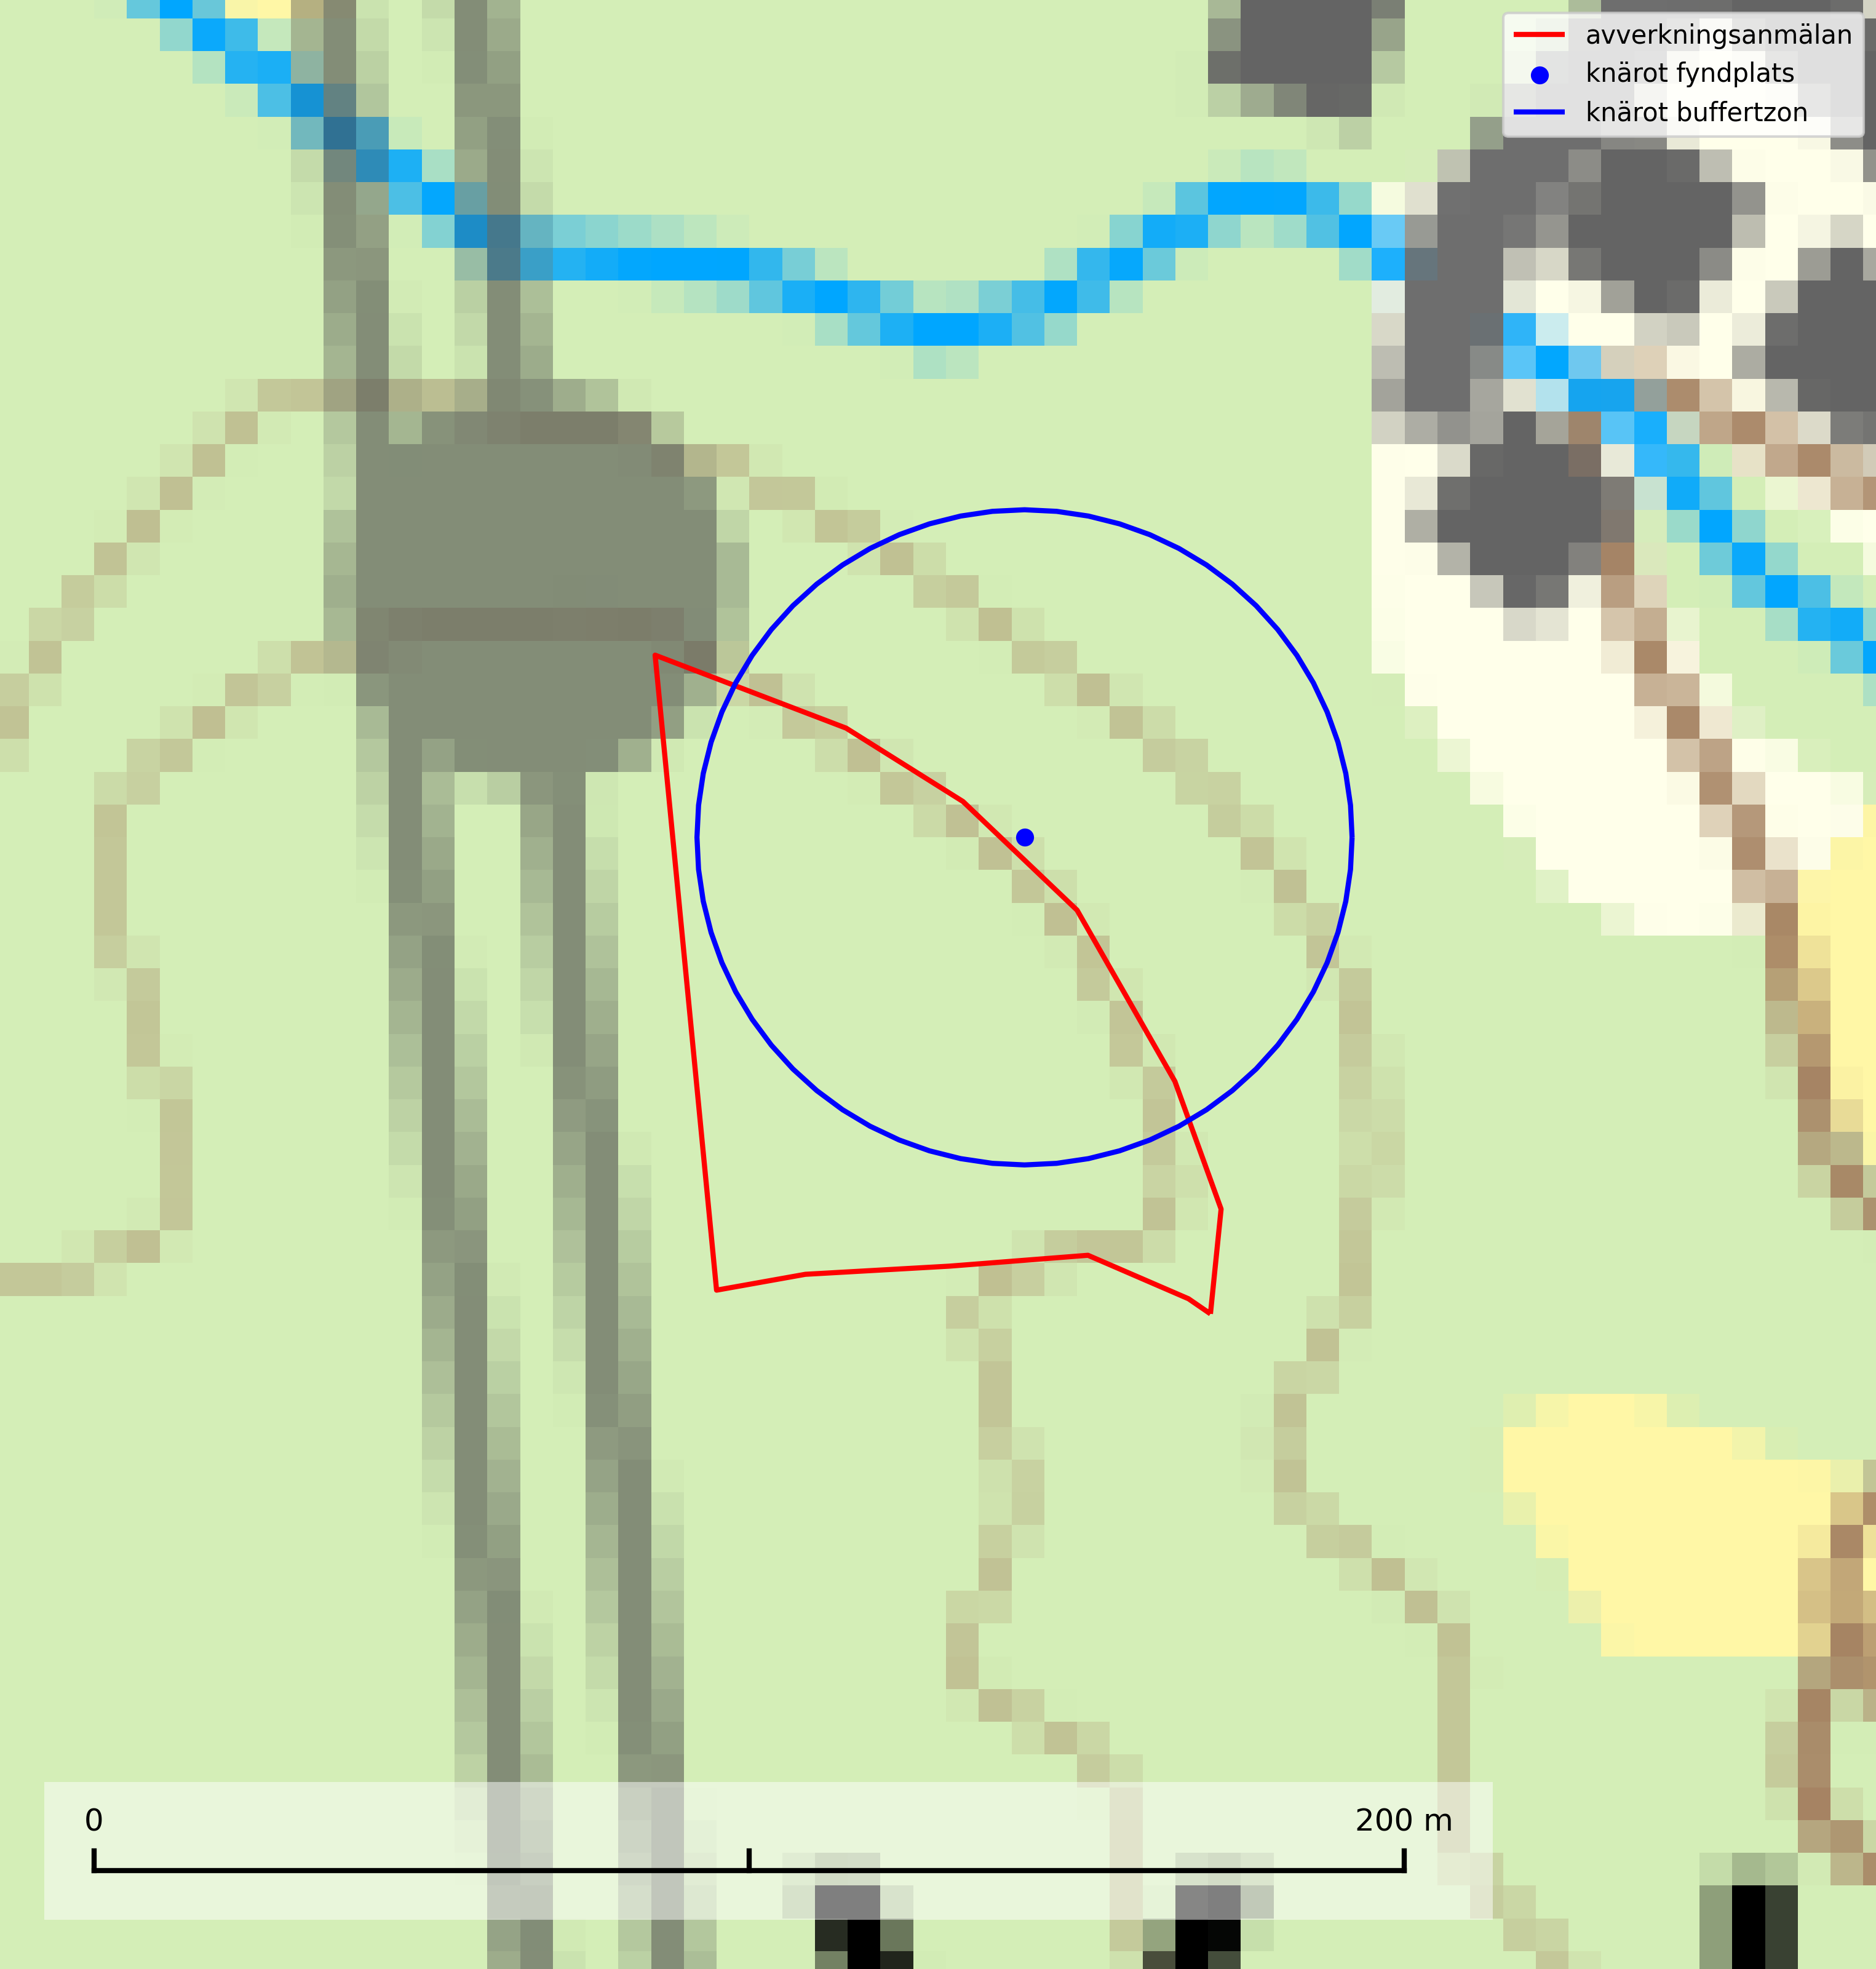 avverkningsanmälan
knärot fyndplats
knärot buffertzon
0 200 m